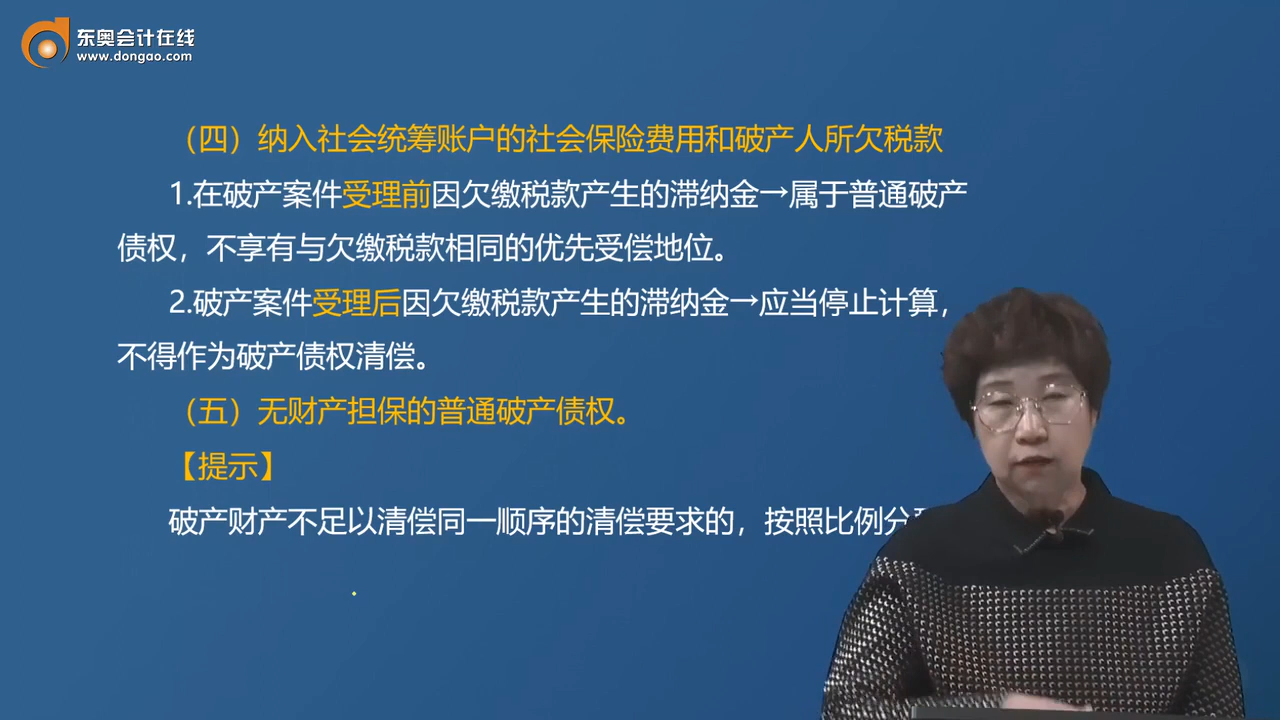 东奥会计在线
www.dongao.com
（四）纳入社会统筹账户的社会保险费用和破产人所欠税款
1.在破产案件受理前因欠缴税款产生的滞纳金→属于普通破产
债权，不享有与欠缴税款相同的优先受偿地位。
2.破产案件受理后因欠缴税款产生的滞纳金→应当停止计算，
不得作为破产债权清偿。
（五）无财产担保的普通破产债权。
【提示】
破产财产不足以清偿同一顺序的清偿要求的，按照比例分